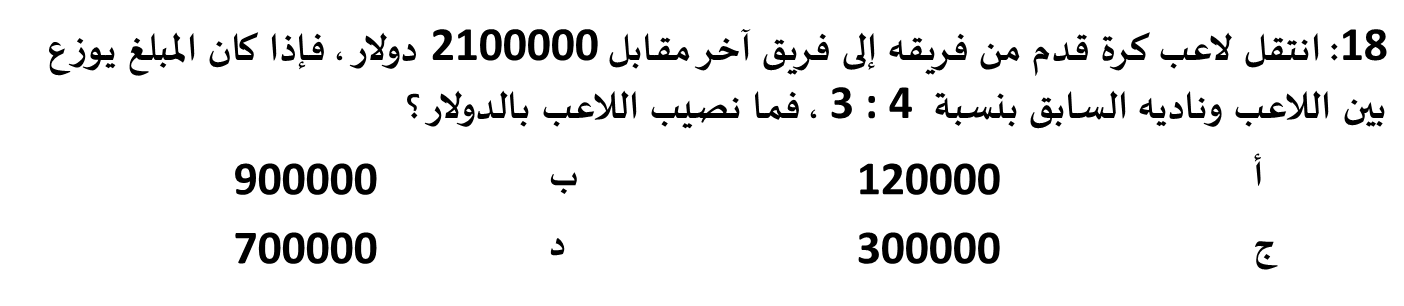 18: انتقل لاعب كرة قدم من فريقه إلى فريق آخر مقابل 2100000 دولار ، فإذا كان المبلغ يوزع
بين اللاعب وناديه السابق بنسبة 4 : 3 ، فما نصيب اللاعب بالدولار ؟
أ 120000 ب 900000
ج 300000 د 700000